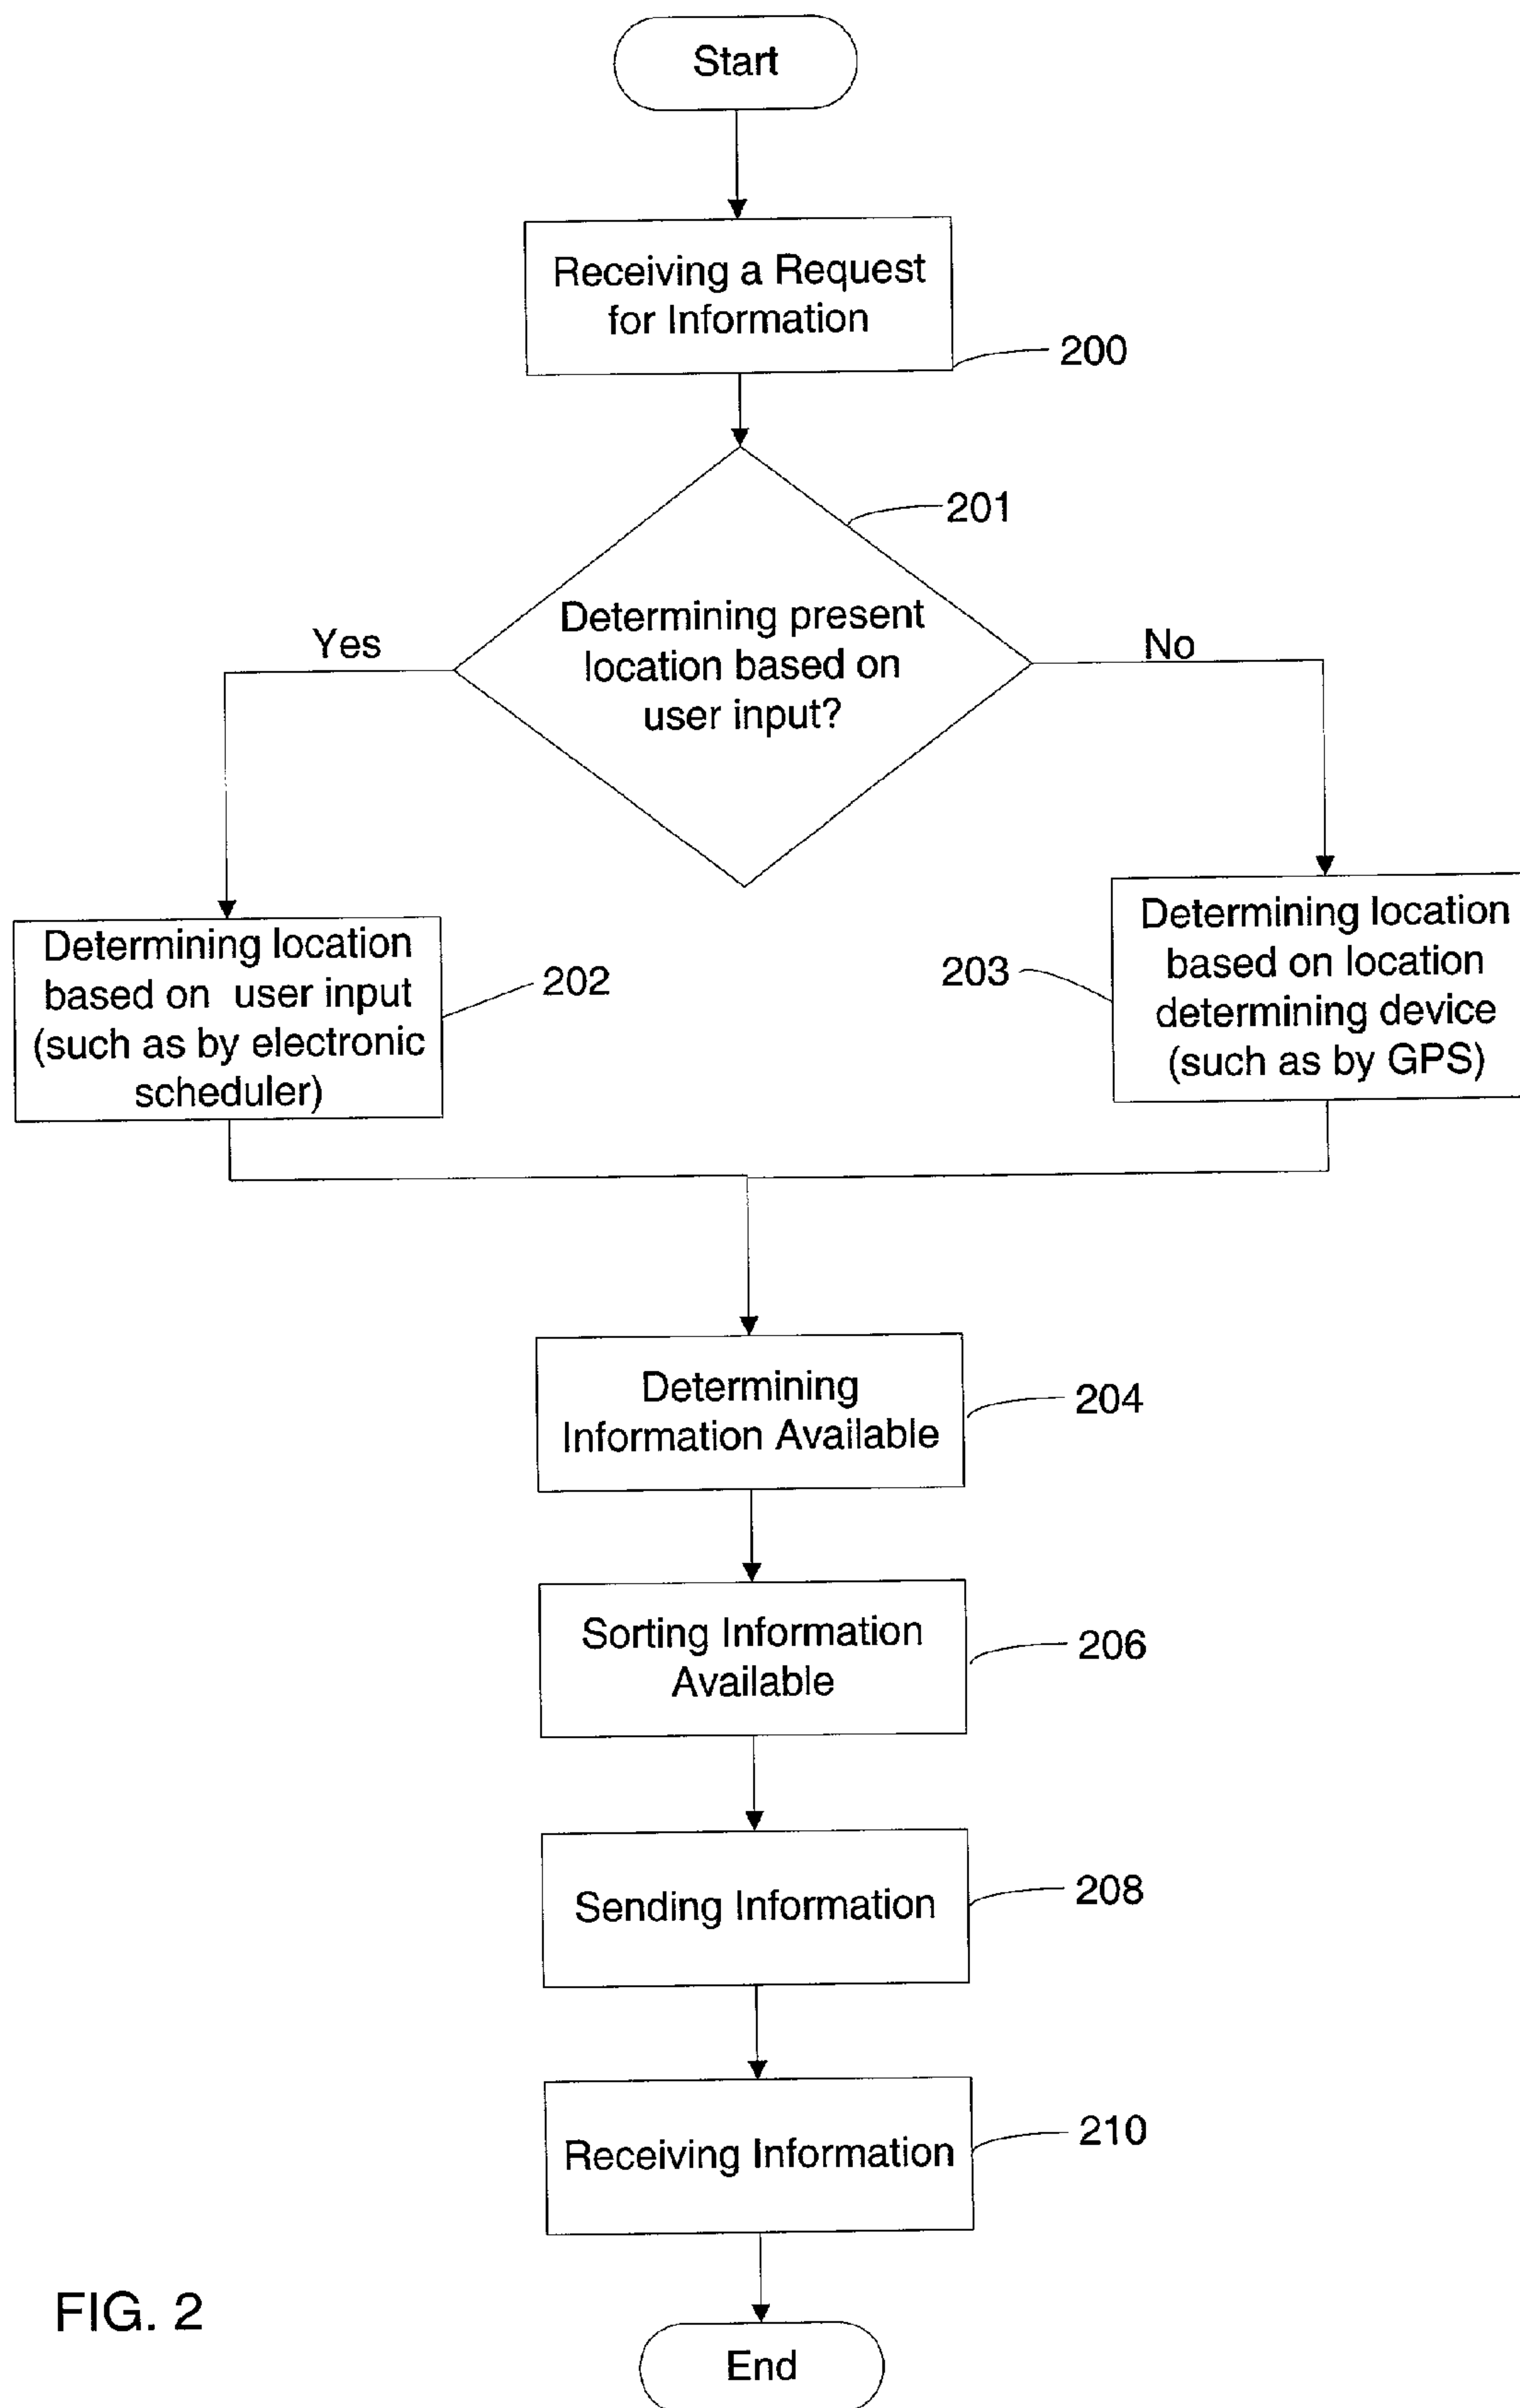 Start
Receiving a Request
for Information
200
201
Determining present
location based on
user input?
Yes
No
Determining location
based on user input
(such as by electronic
scheduler)
202
203
Determining location
based on location
determining device
(such as by GPS)
Determining
Information Available
204
Sorting Information
Available
206
Sending Information
208
Receiving Information
210
FIG. 2
End